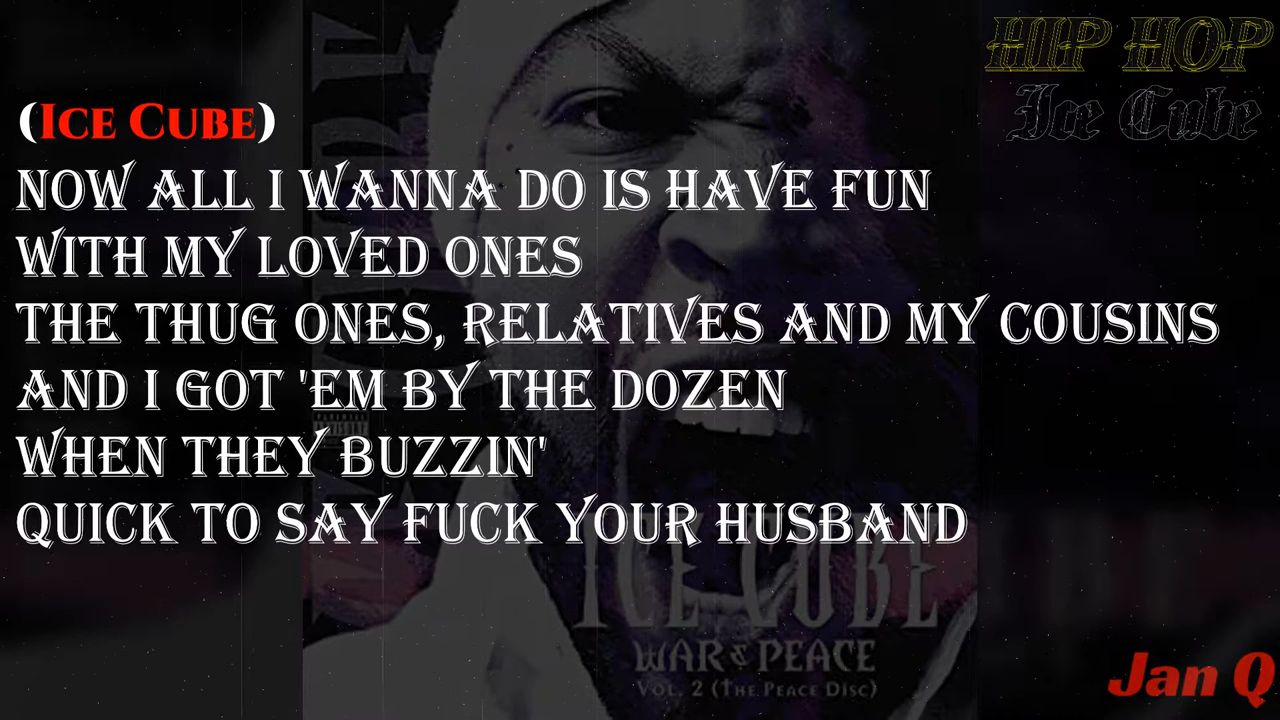 HIP HOP
Ice Cube
(ICE CUBE)
NOW ALL I WANNA DO IS HAVE FUN
WITH MY LOVED ONES
THE THUG ONES, RELATIVES AND MY COUSINS
AND I GOT 'EM BY THE DOZEN
WHEN THEY BUZZIN'
QUICK TO SAY FUCK YOUR HUSBAND
ICE CUBE
WAR & PEACE
VOL. 2 (THE PEACE DISC)
Jan Q